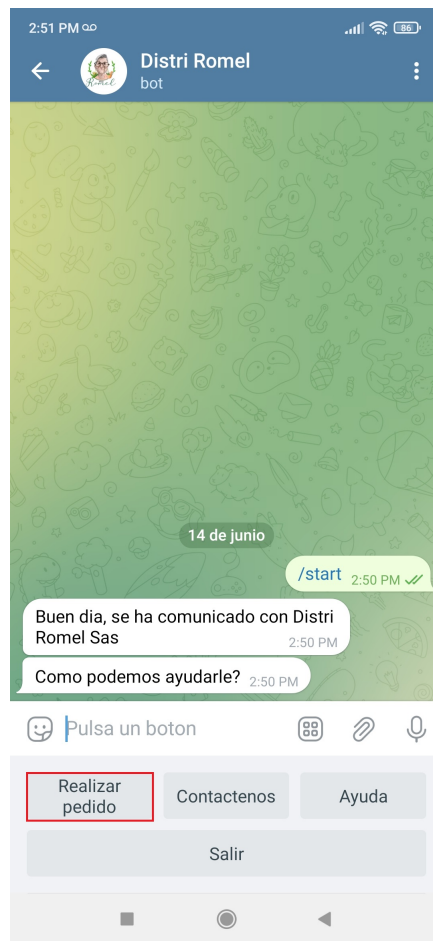 2:51 PM
86
Distri Romel
bot
Romel
14 de junio
/start 2:50 PM
Buen dia, se ha comunicado con Distri
Romel Sas
2:50 PM
Como podemos ayudarle? 2:50 PM
Pulsa un boton
Realizar
pedido
Contactenos
Ayuda
Salir